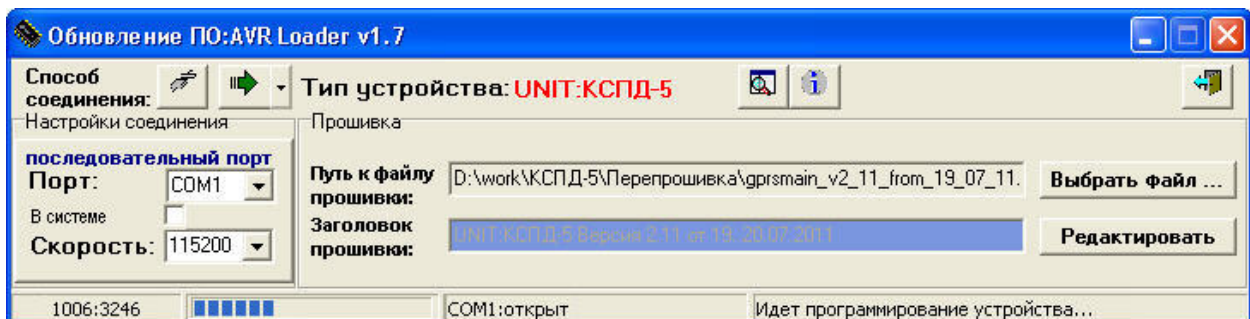 Обновление ПО:AVR Loader v1.7
Способ соединения:
Тип устройства: UNIT:КСПД-5
Настройки соединения
Прошивка
последовательный порт
Порт: COM1
В системе
Скорость: 115200
Путь к файлу прошивки:
D:\work\КСПД-5\Перепрошивка\gprsmain_v2_11_from_19_07_11.
Выбрать файл ...
Заголовок прошивки:
UNIT:КСПД-5 Версия 2.11 от 19..20.07.2011
Редактировать
1006:3246
COM1:открыт
Идет программирование устройства...